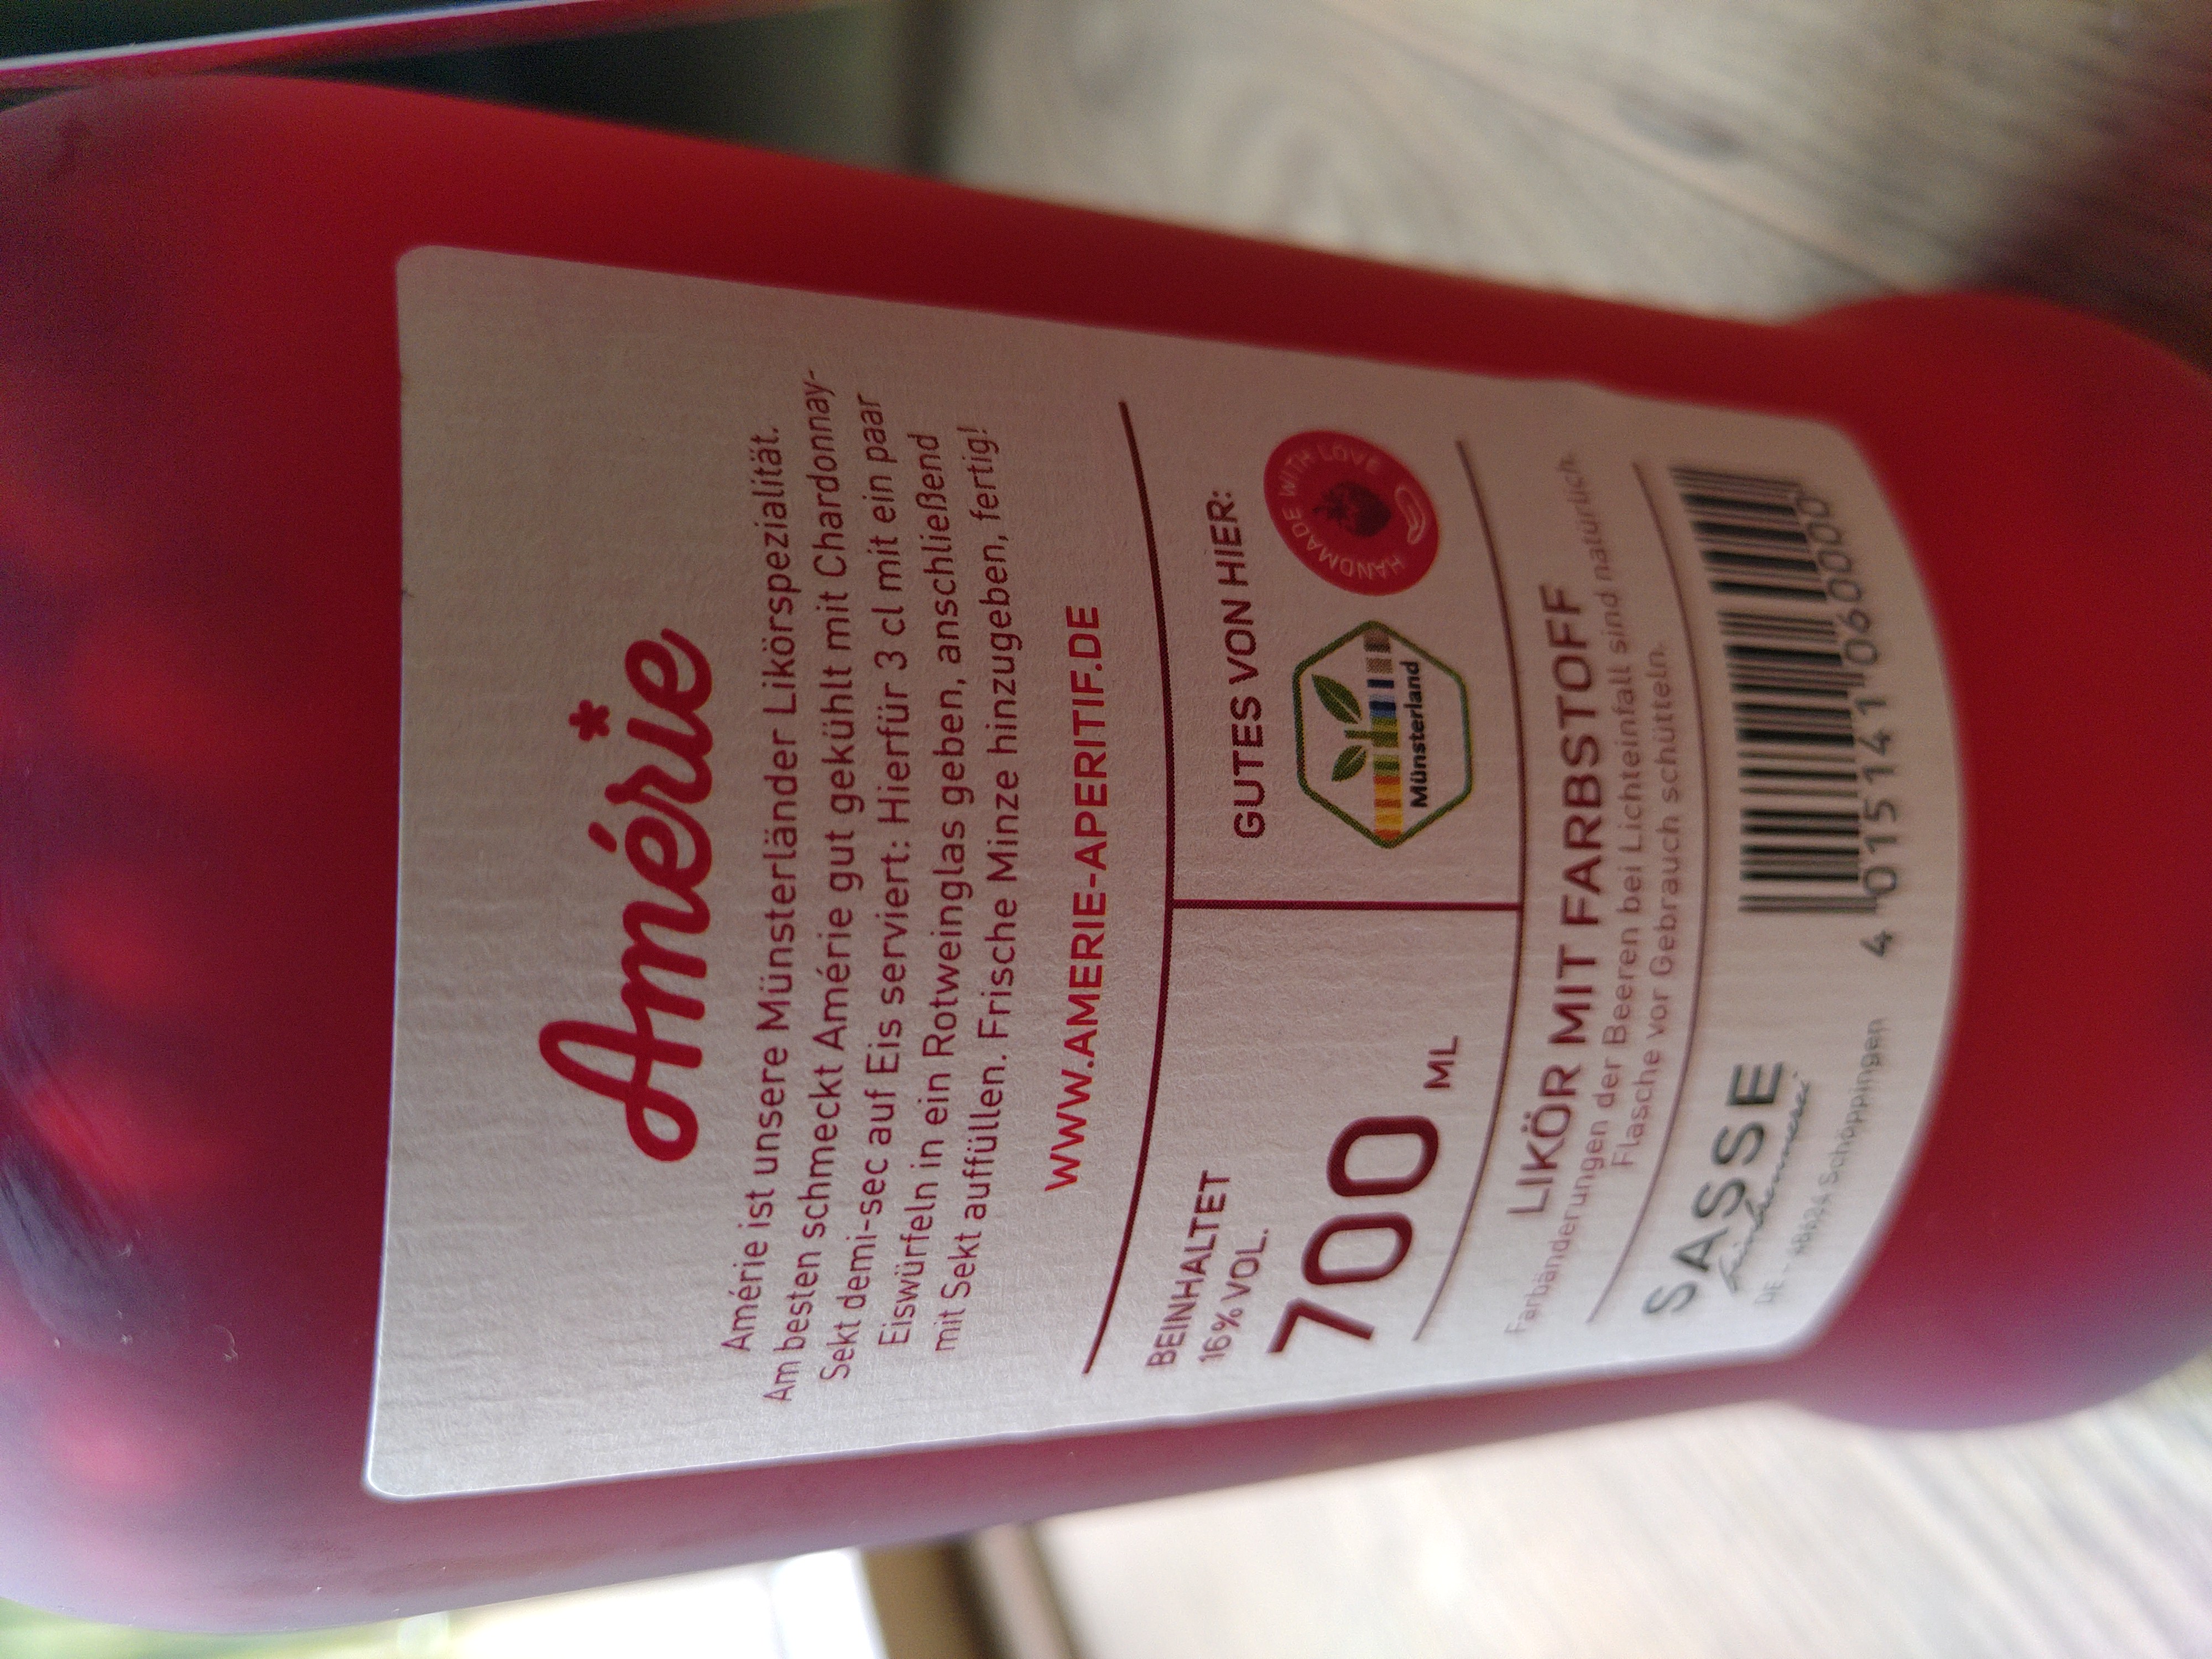 Amérie
Amérie ist unsere Münsterländer Likörspezialität.
Am besten schmeckt Amérie gut gekühlt mit Chardonnay-
Sekt demi-sec auf Eis serviert: Hierfür 3 cl mit ein paar
Eiswürfeln in ein Rotweinglas geben, anschließend
mit Sekt auffüllen. Frische Minze hinzugeben, fertig!
WWW.AMERIE-APERITIF.DE
BEINHALTET
16% VOL.
700 ML
GUTES VON HIER:
Münsterland
HANDMADE WITH LOVE
LIKÖR MIT FARBSTOFF
Farbänderungen der Beeren bei Lichteinfall sind natürlich.
Flasche vor Gebrauch schütteln.
SASSE
Feinbrennerei
DE - 48624 Schöppingen
4 015141 060000